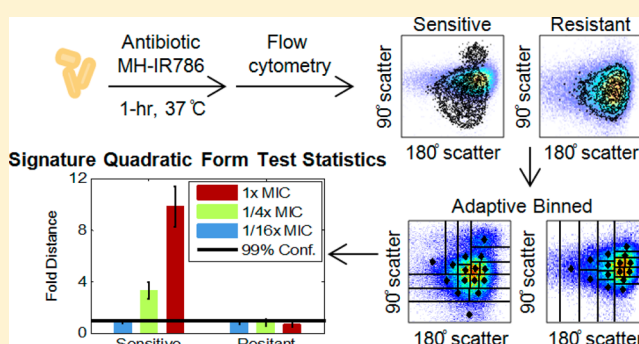 Antibiotic
MH-IR786
1-hr, 37 °C
Flow
cytometry
Sensitive
Resistant
90° scatter
180° scatter
90° scatter
180° scatter
Signature Quadratic Form Test Statistics
Fold Distance
12
8
4
0
1x MIC
1/4x MIC
1/16x MIC
99% Conf.
Sensitive
Resitant
Adaptive Binned
90° scatter
180° scatter
90° scatter
180° scatter